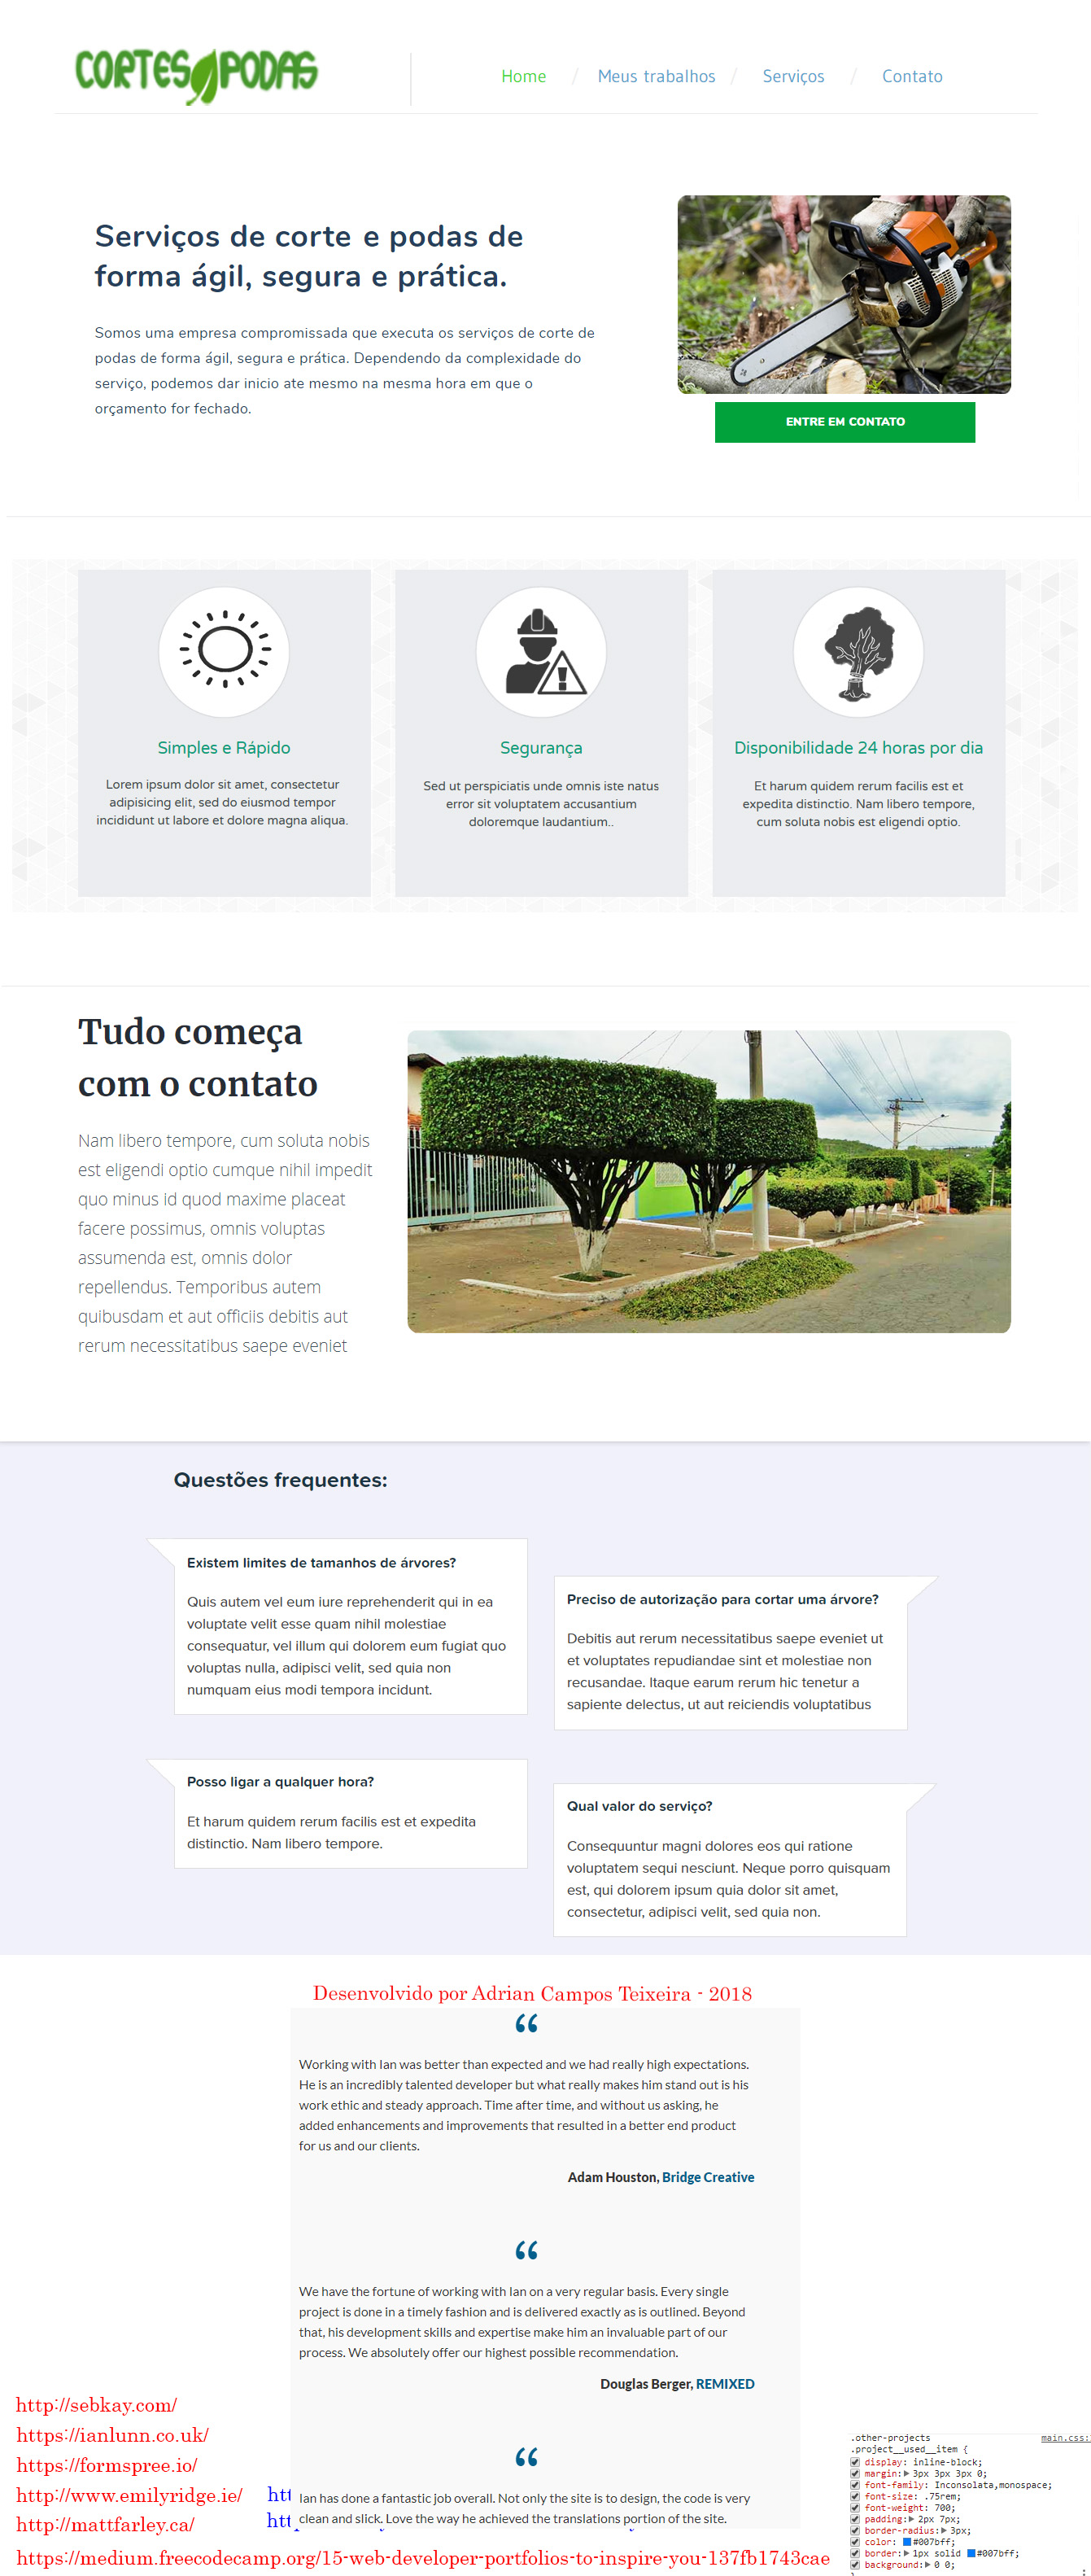 CORTES PODAS
Home / Meus trabalhos / Serviços / Contato
Serviços de corte e podas de
forma ágil, segura e prática.
Somos uma empresa compromissada que executa os serviços de corte de
podas de forma ágil, segura e prática. Dependendo da complexidade do
serviço, podemos dar inicio ate mesmo na mesma hora em que o
orçamento for fechado.
ENTRE EM CONTATO
Simples e Rápido
Lorem ipsum dolor sit amet, consectetur
adipisicing elit, sed do eiusmod tempor
incididunt ut labore et dolore magna aliqua.
Segurança
Sed ut perspiciatis unde omnis iste natus
error sit voluptatem accusantium
doloremque laudantium..
Disponibilidade 24 horas por dia
Et harum quidem rerum facilis est et
expedita distinctio. Nam libero tempore,
cum soluta nobis est eligendi optio.
Tudo começa
com o contato
Nam libero tempore, cum soluta nobis
est eligendi optio cumque nihil impedit
quo minus id quod maxime placeat
facere possimus, omnis voluptas
assumenda est, omnis dolor
repellendus. Temporibus autem
quibusdam et aut officiis debitis aut
rerum necessitatibus saepe eveniet
Questões frequentes:
Existem limites de tamanhos de árvores?
Quis autem vel eum iure reprehenderit qui in ea
voluptate velit esse quam nihil molestiae
consequatur, vel illum qui dolorem eum fugiat quo
voluptas nulla, adipisci velit, sed quia non
numquam eius modi tempora incidunt.
Preciso de autorização para cortar uma árvore?
Debitis aut rerum necessitatibus saepe eveniet ut
et voluptates repudiandae sint et molestiae non
recusandae. Itaque earum rerum hic tenetur a
sapiente delectus, ut aut reiciendis voluptatibus
Posso ligar a qualquer hora?
Et harum quidem rerum facilis est et expedita
distinctio. Nam libero tempore.
Qual valor do serviço?
Consequuntur magni dolores eos qui ratione
voluptatem sequi nesciunt. Neque porro quisquam
est, qui dolorem ipsum quia dolor sit amet,
consectetur, adipisci velit, sed quia non.
Desenvolvido por Adrian Campos Teixeira - 2018
“
Working with Ian was better than expected and we had really high expectations.
He is an incredibly talented developer but what really makes him stand out is his
work ethic and steady approach. Time after time, and without us asking, he
added enhancements and improvements that resulted in a better end product
for us and our clients.
Adam Houston, Bridge Creative
“
We have the fortune of working with Ian on a very regular basis. Every single
project is done in a timely fashion and is delivered exactly as is outlined. Beyond
that, his development skills and expertise make him an invaluable part of our
process. We absolutely offer our highest possible recommendation.
Douglas Berger, REMIXED
“
Ian has done a fantastic job overall. Not only the site is to design, the code is very
clean and slick. Love the way he achieved the translations portion of the site.
http://sebkay.com/
https://ianlunn.co.uk/
https://formspree.io/
http://www.emilyridge.ie/
http://mattfarley.ca/
https://medium.freecodecamp.org/15-web-developer-portfolios-to-inspire-you-137fb1743cae
.other-projects main.css:
.project__used__item {
display: inline-block;
margin: 3px 3px 3px 0;
font-family: Inconsolata,monospace;
font-size: .75rem;
font-weight: 700;
padding: 2px 7px;
border-radius: 3px;
color: #007bff;
border: 1px solid #007bff;
background: 0 0;